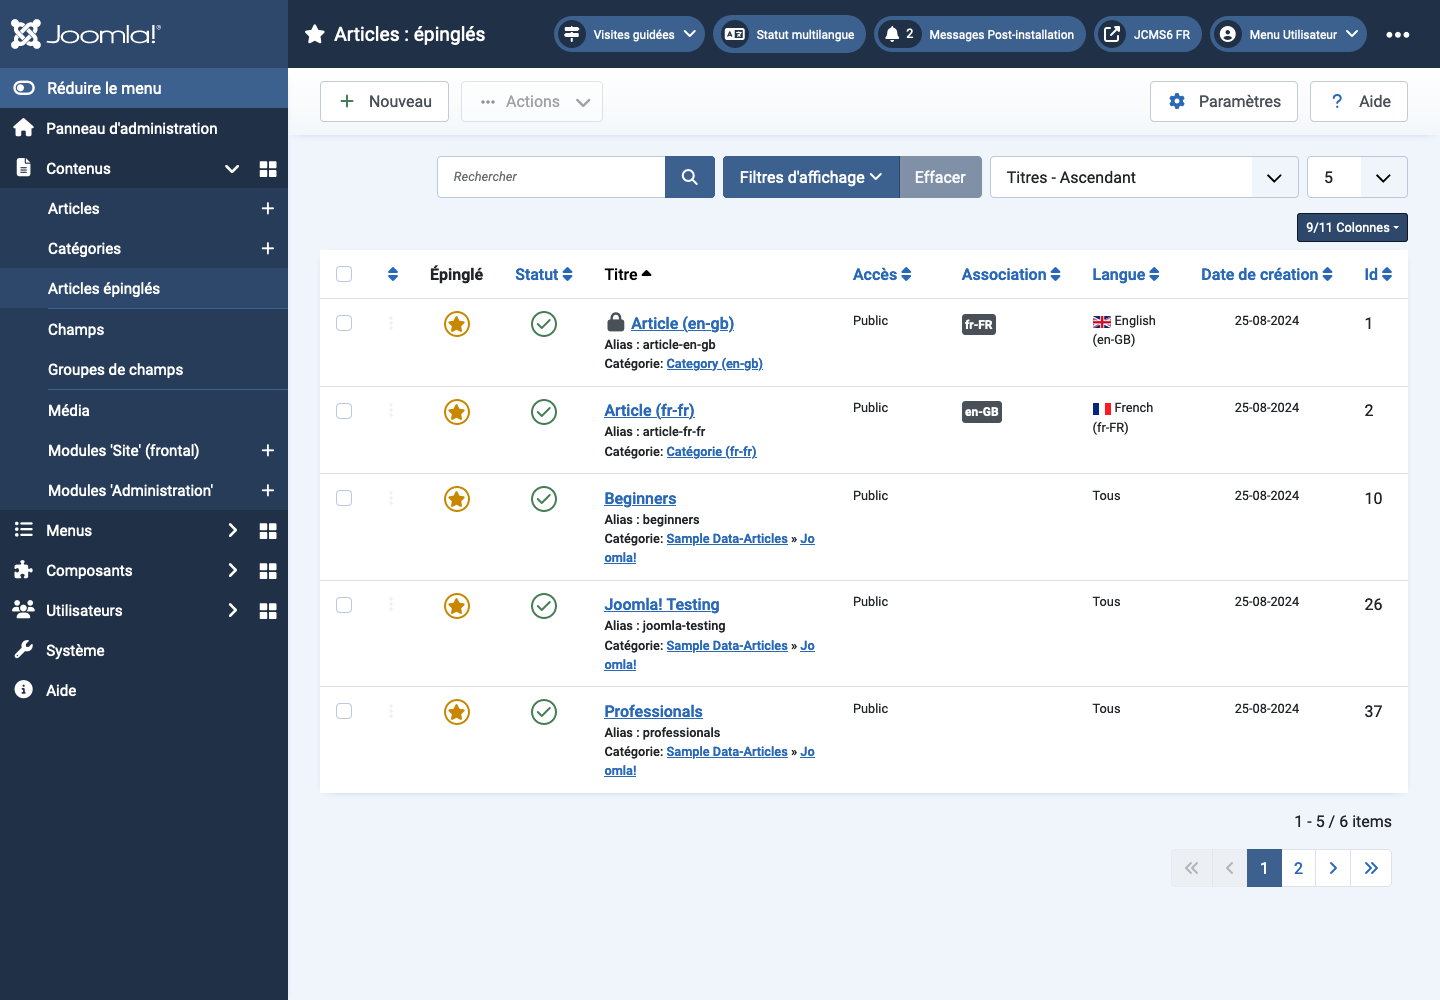 Joomla!®
Articles : épinglés
Visites guidées
Statut multilangue
2 Messages Post-installation
JCMS6 FR
Menu Utilisateur
Réduire le menu
Panneau d'administration
Contenus
Articles
Catégories
Articles épinglés
Champs
Groupes de champs
Média
Modules 'Site' (frontal)
Modules 'Administration'
Menus
Composants
Utilisateurs
Système
Aide
Nouveau
Actions
Paramètres
? Aide
Rechercher
Filtres d'affichage
Effacer
Titres - Ascendant
5
9/11 Colonnes
Épinglé Statut Titre Accès Association Langue Date de création Id
Article (en-gb) Public fr-FR English 25-08-2024 1
(en-GB)
Alias : article-en-gb
Catégorie: Category (en-gb)
Article (fr-fr) Public en-GB French 25-08-2024 2
(fr-FR)
Alias : article-fr-fr
Catégorie: Catégorie (fr-fr)
Beginners Public Tous 25-08-2024 10
Alias : beginners
Catégorie: Sample Data-Articles » Jo
omla!
Joomla! Testing Public Tous 25-08-2024 26
Alias : joomla-testing
Catégorie: Sample Data-Articles » Jo
omla!
Professionals Public Tous 25-08-2024 37
Alias : professionals
Catégorie: Sample Data-Articles » Jo
omla!
1 - 5 / 6 items
1 2